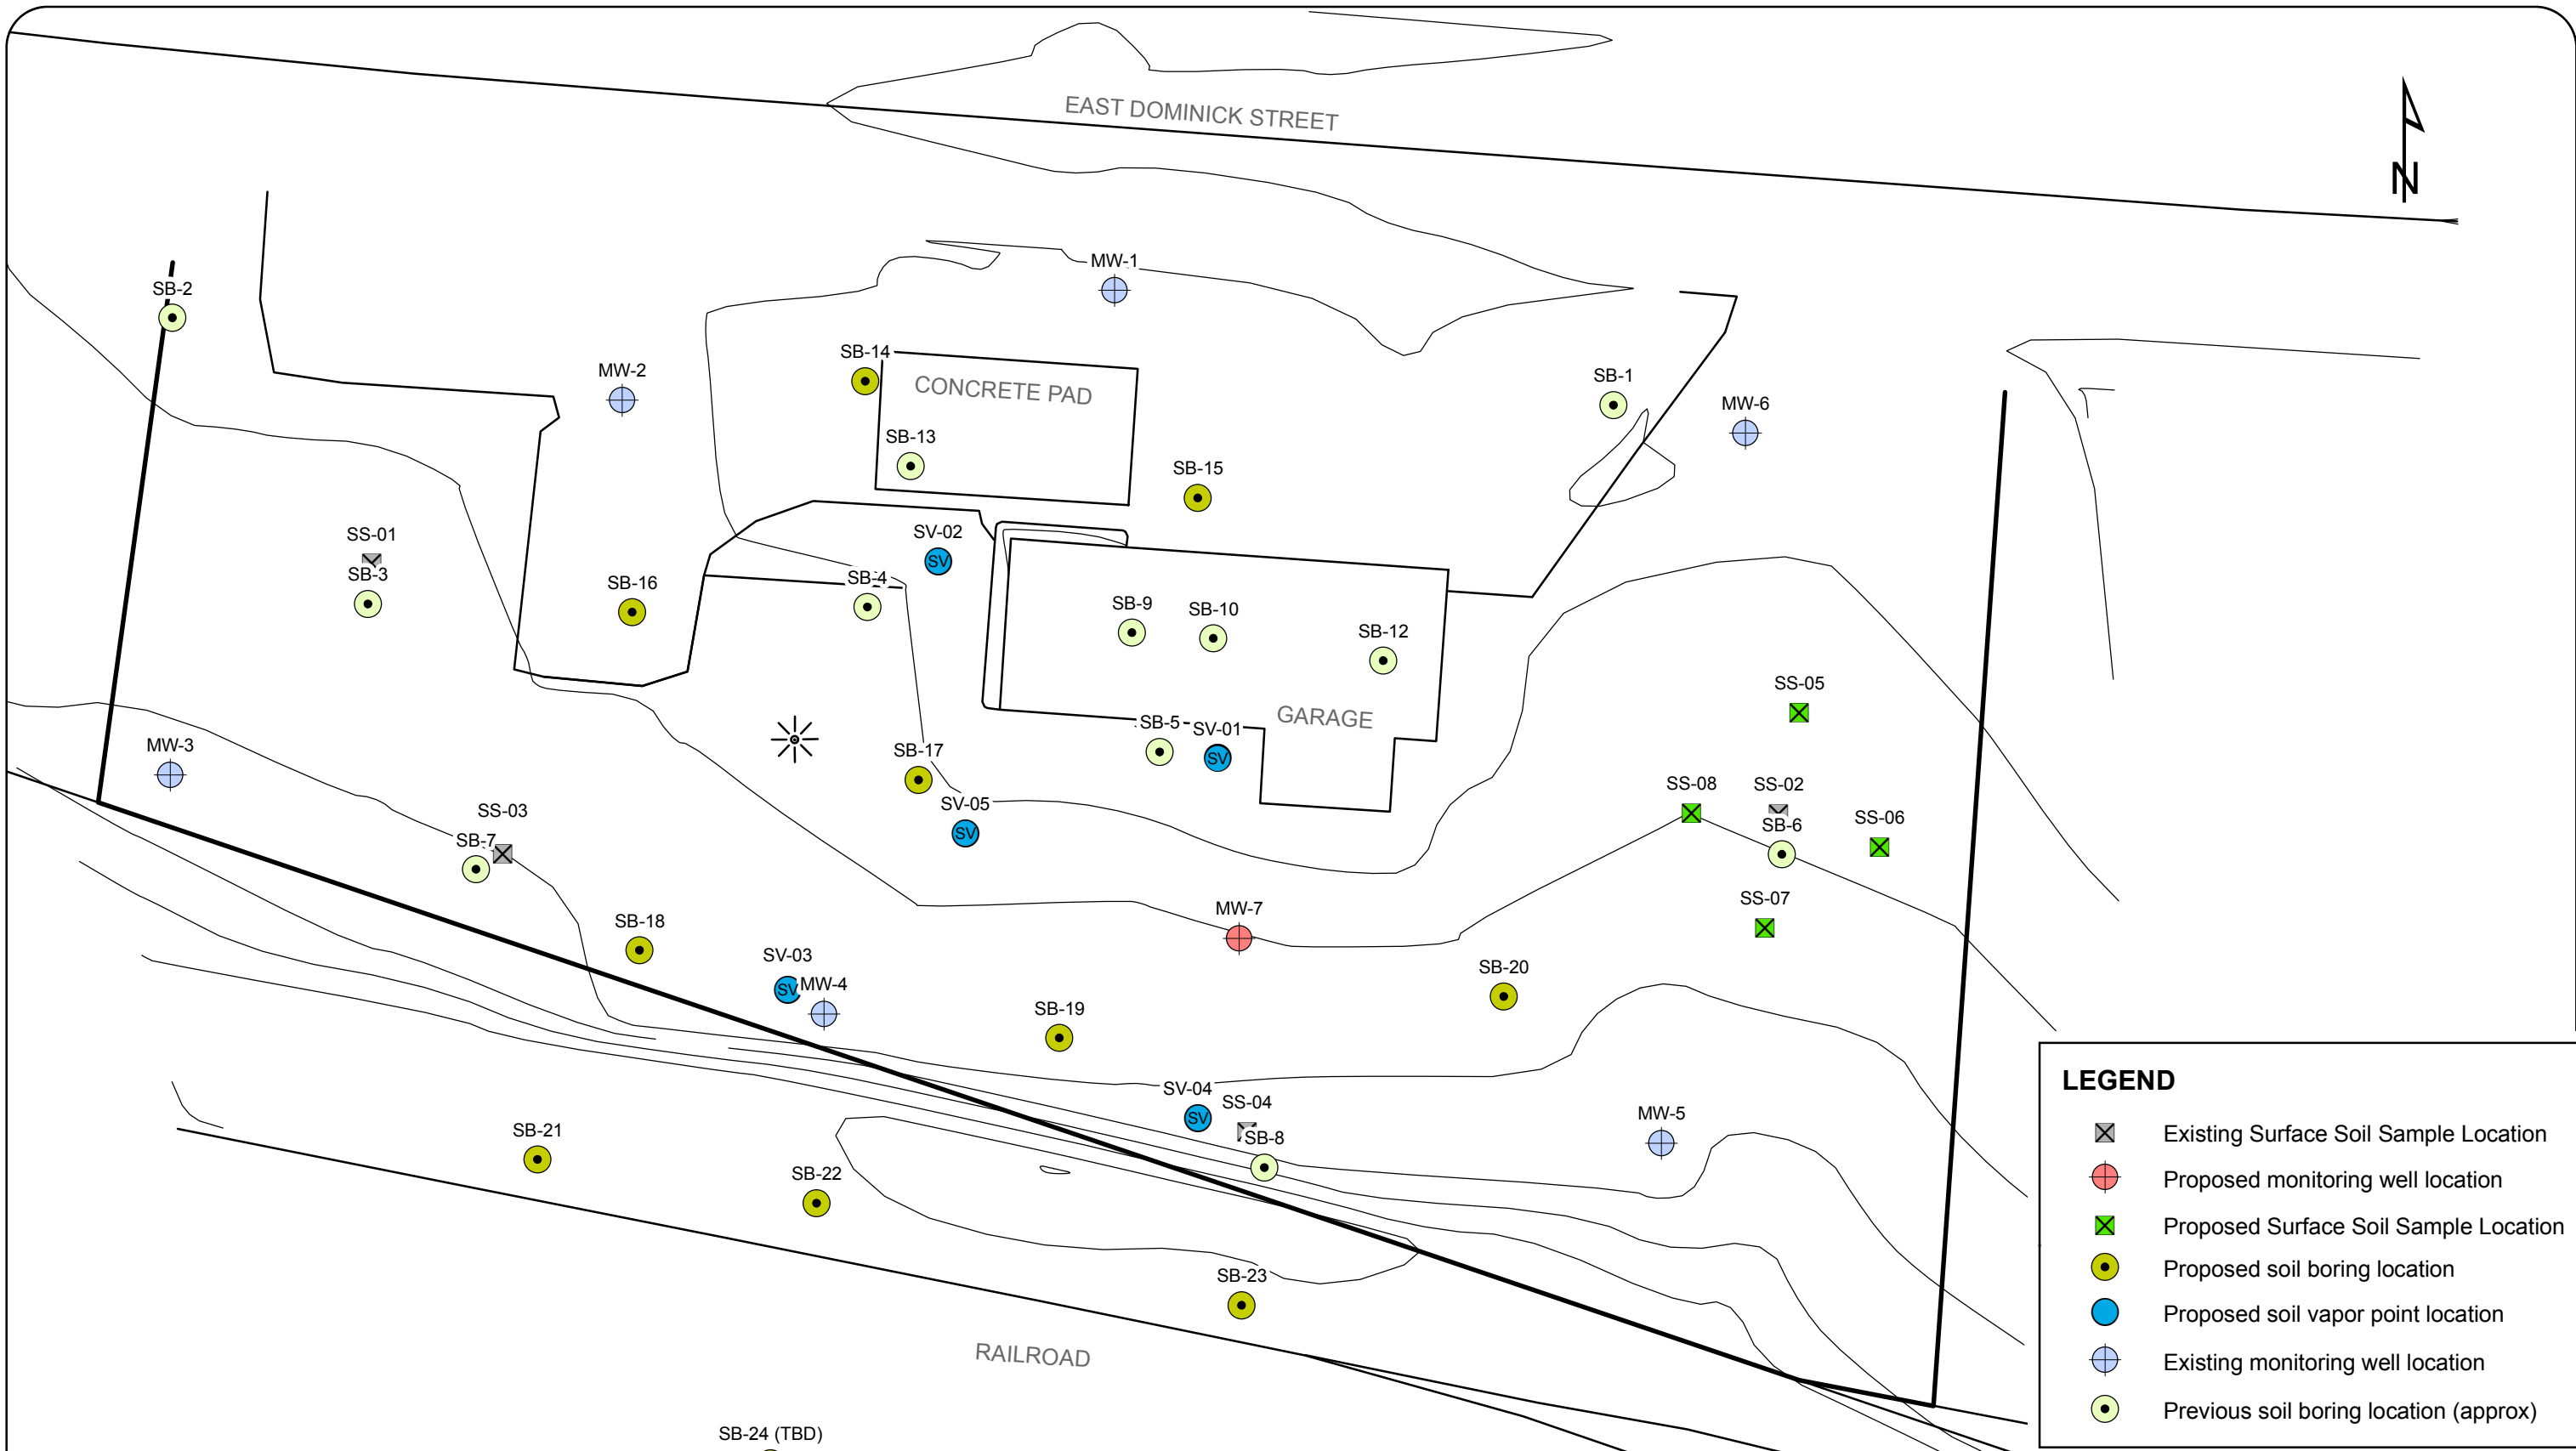 EAST DOMINICK STREET
N
MW-1
SB-2
SB-14
MW-2
CONCRETE PAD
SB-1
MW-6
SB-13
SB-15
SS-01
SV-02
SV
SB-3
SB-16
SB-4
SB-9
SB-10
SB-12
SS-05
GARAGE
SB-5
SV-01
SV
MW-3
SB-17
SS-08
SS-02
SV-05
SV
SS-03
SS-06
SB-6
SB-7
SS-07
MW-7
SB-18
SV-03
SV
MW-4
SB-20
SB-19
SV-04
SV
SS-04
MW-5
SB-21
SB-8
SB-22
SB-23
RAILROAD
SB-24 (TBD)
LEGEND
Existing Surface Soil Sample Location
Proposed monitoring well location
Proposed Surface Soil Sample Location
Proposed soil boring location
Proposed soil vapor point location
Existing monitoring well location
Previous soil boring location (approx)